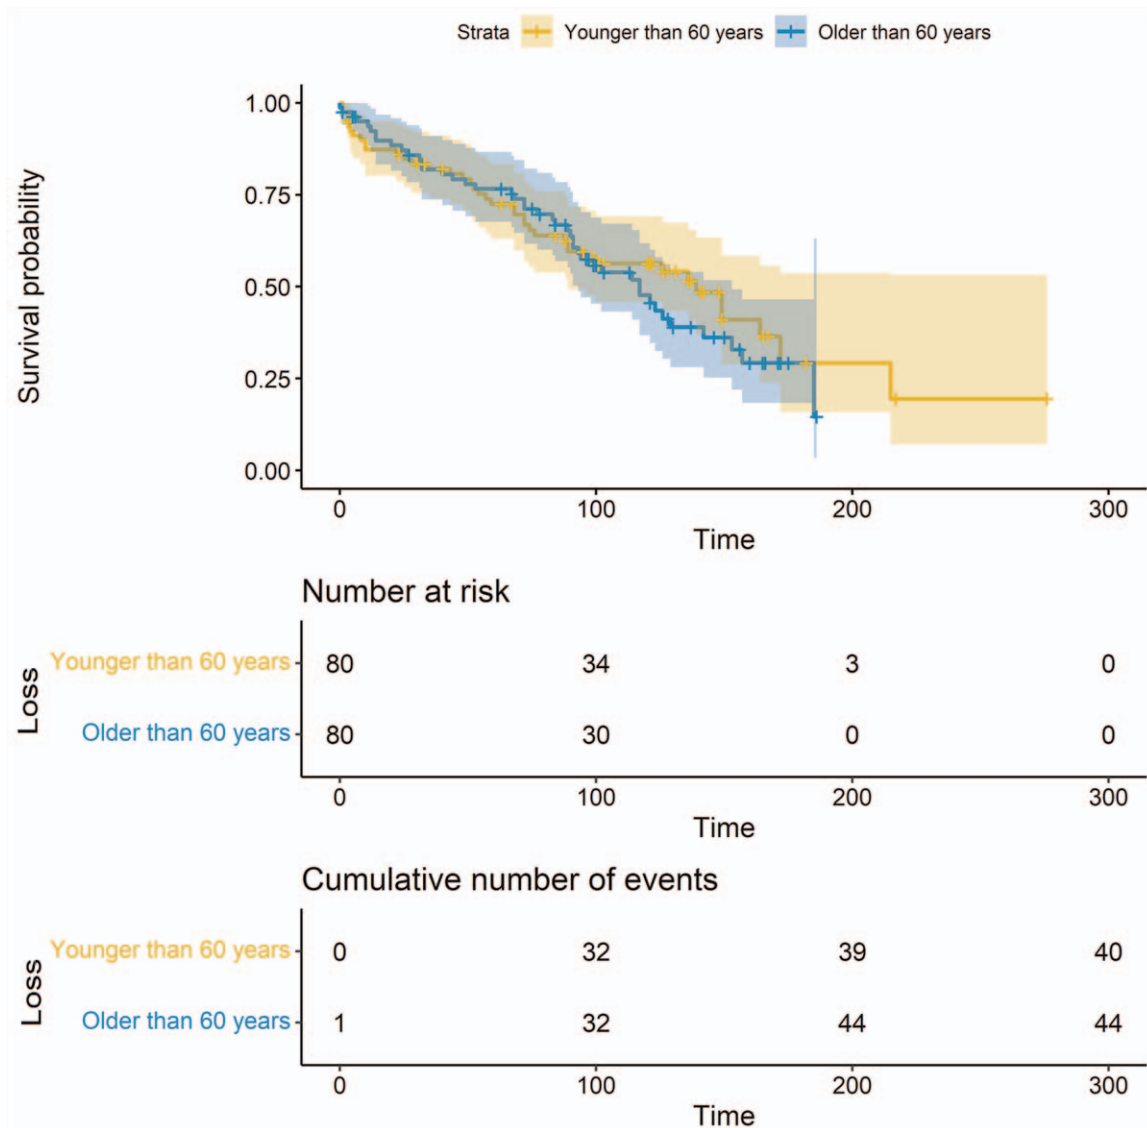 Strata Younger than 60 years Older than 60 years
Survival probability
1.00
0.75
0.50
0.25
0.00
0 100 200 300
Time
Number at risk
Loss
Younger than 60 years 80 34 3 0
Older than 60 years 80 30 0 0
0 100 200 300
Time
Cumulative number of events
Loss
Younger than 60 years 0 32 39 40
Older than 60 years 1 32 44 44
0 100 200 300
Time